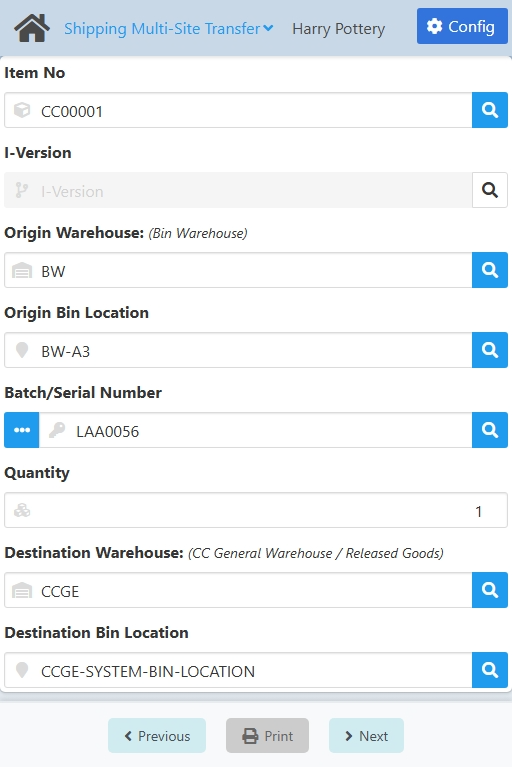 Shipping Multi-Site Transfer Harry Pottery Config
Item No
CC00001
I-Version
I-Version
Origin Warehouse: (Bin Warehouse)
BW
Origin Bin Location
BW-A3
Batch/Serial Number
LAA0056
Quantity
1
Destination Warehouse: (CC General Warehouse / Released Goods)
CCGE
Destination Bin Location
CCGE-SYSTEM-BIN-LOCATION
Previous Print Next